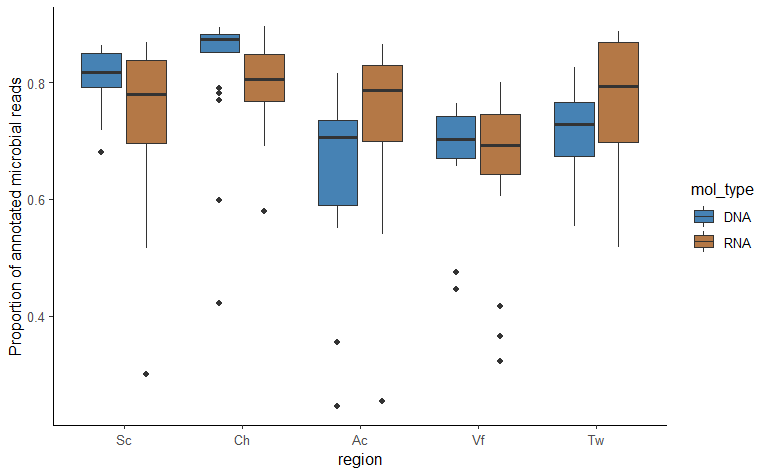 Proportion of annotated microbial reads
0.8
0.6
0.4
Sc Ch Ac Vf Tw
region
mol_type
DNA
RNA